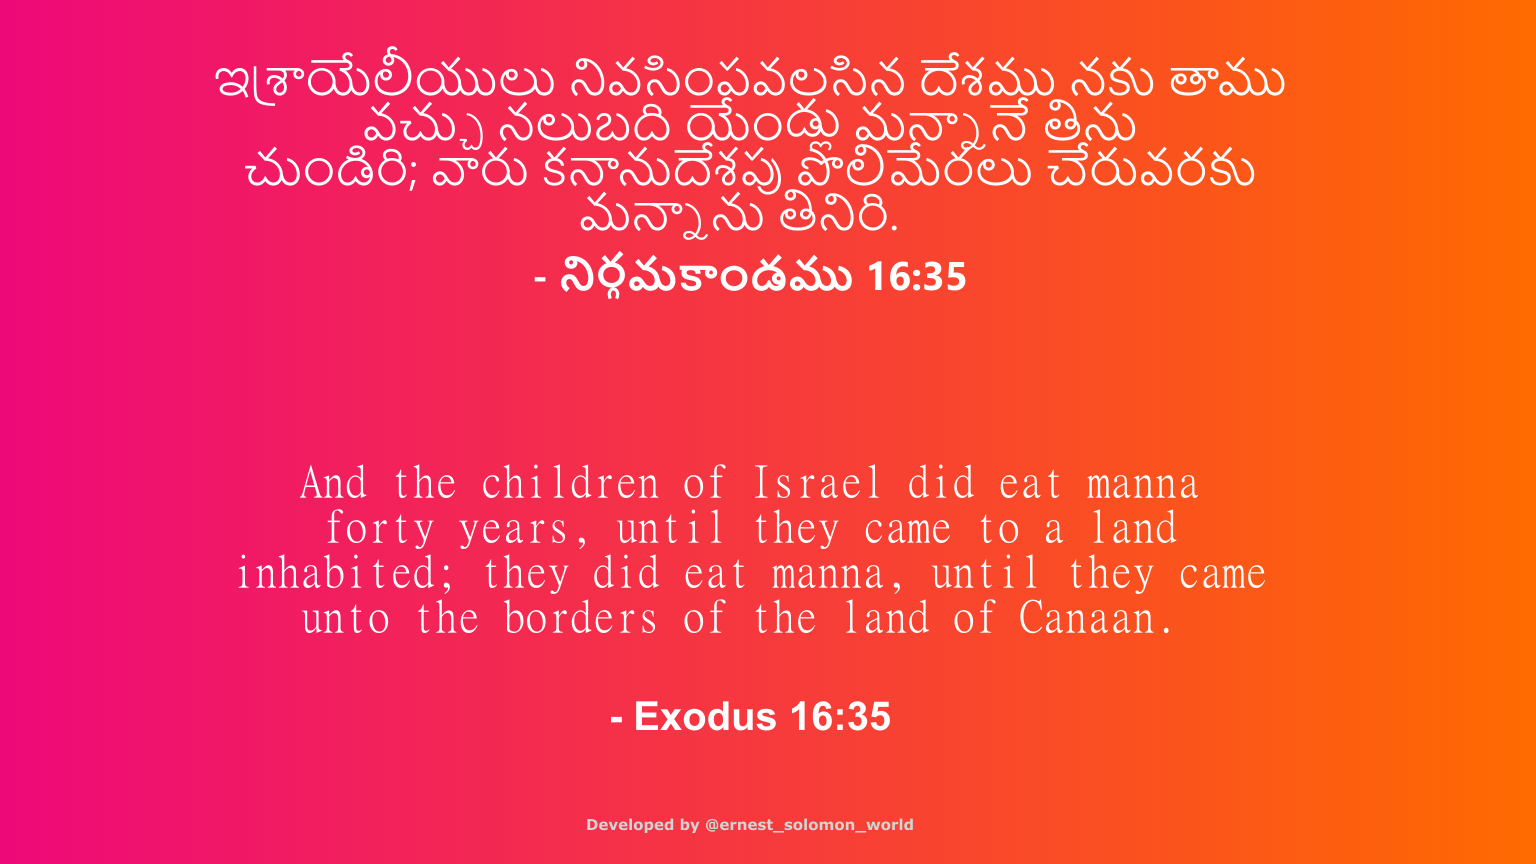 ఇశ్రాయేలీయులు నివసింపవలసిన దేశము నకు తాము
వచ్చు నలుబది యేండ్లు మన్నానే తిను
చుండిరి; వారు కనానుదేశపు పొలిమేరలు చేరువరకు
మన్నాను తినిరి.
- నిర్గమకాండము 16:35
And the children of Israel did eat manna
forty years, until they came to a land
inhabited; they did eat manna, until they came
unto the borders of the land of Canaan.
- Exodus 16:35
Developed by @ernest_solomon_world